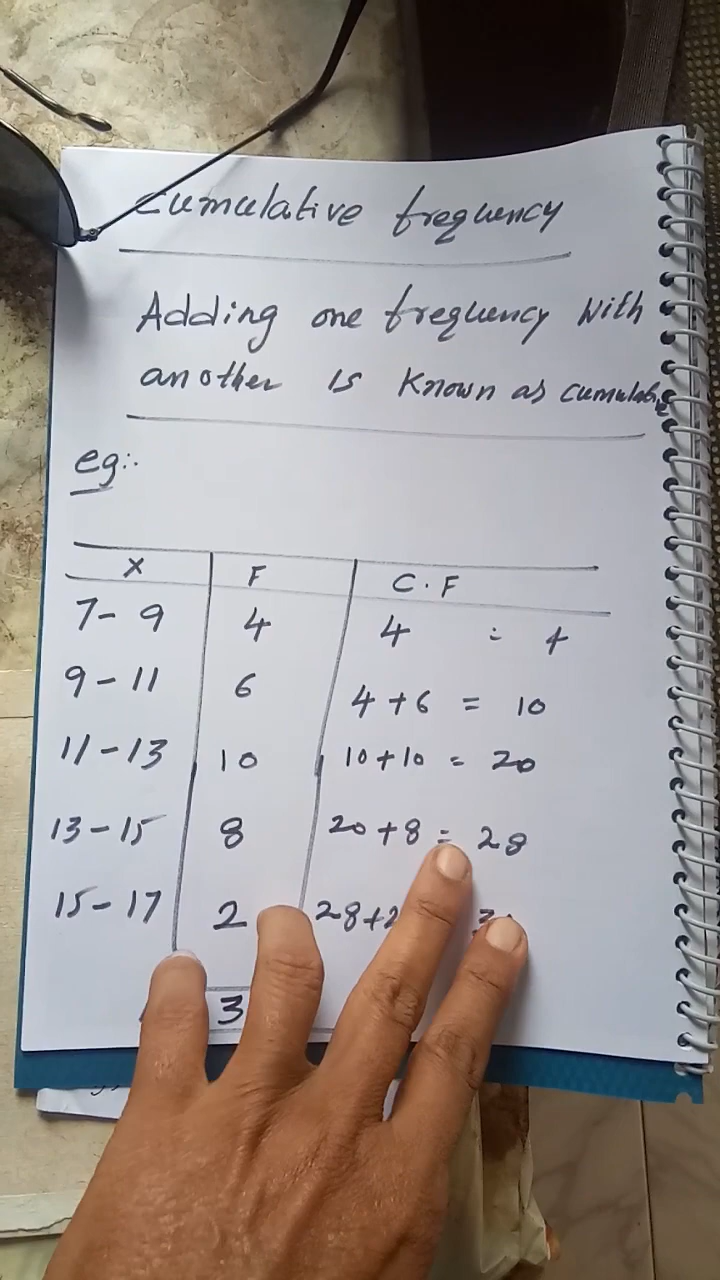 Cumulative frequency
Adding one frequency with
another is known as cumulative
eg:-
X F C.F
7-9 4 4 = 4
9-11 6 4+6 = 10
11-13 10 10+10 = 20
13-15 8 20+8 = 28
15-17 2 28+2
3